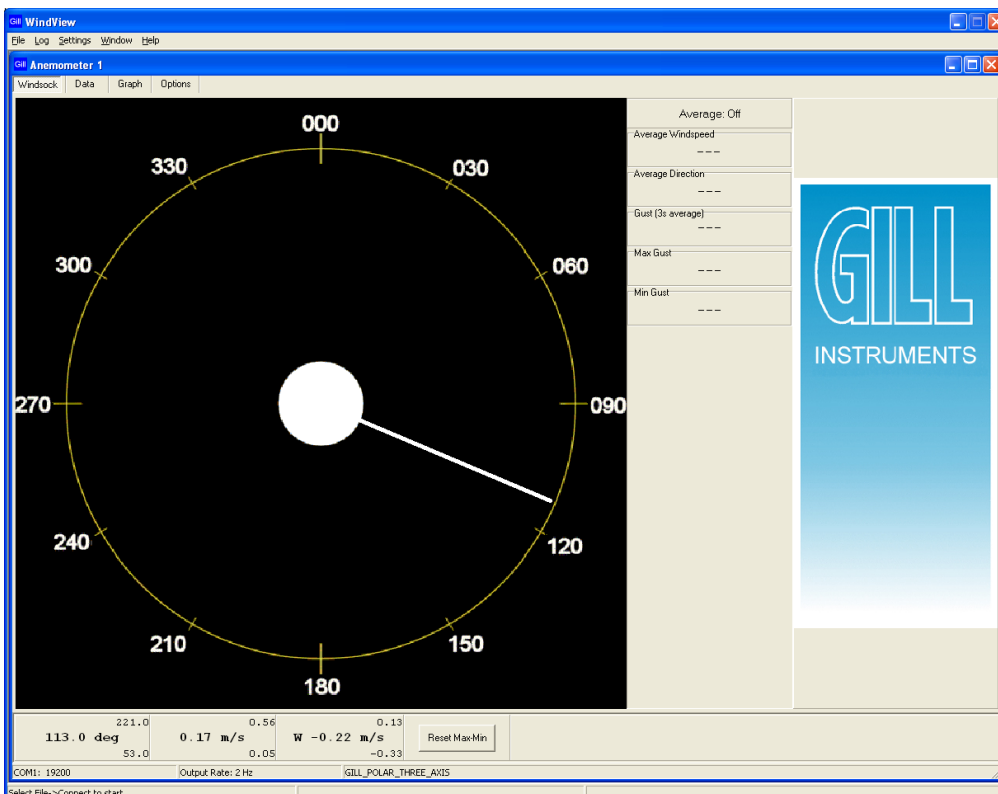 Gill WindView
File Log Settings Window Help
Gill Anemometer 1
Windsock Data Graph Options
000
330
030
300
060
270
090
240
120
210
150
180
Average: Off
Average Windspeed
---
Average Direction
---
Gust (3s average)
---
Max Gust
---
Min Gust
---
GILL
INSTRUMENTS
221.0 0.56 0.13
113.0 deg 0.17 m/s W -0.22 m/s Reset Max-Min
53.0 0.05 -0.33
COM1: 19200 Output Rate: 2 Hz GILL_POLAR_THREE_AXIS
Select File->Connect to start